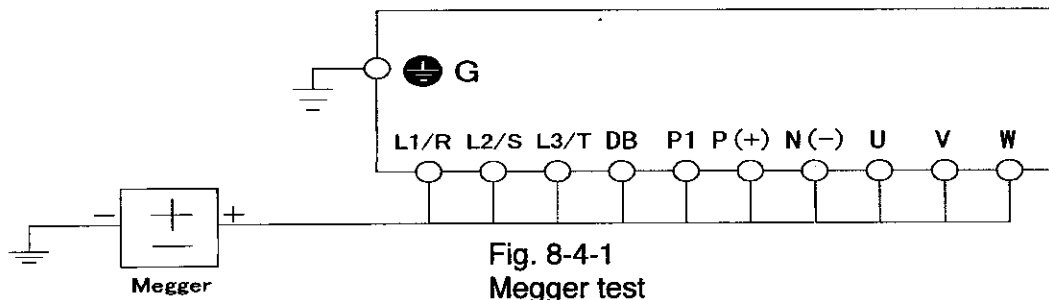 G
L1/R L2/S L3/T DB P1 P(+) N(-) U V W
- + +
-
Megger
Fig. 8-4-1
Megger test